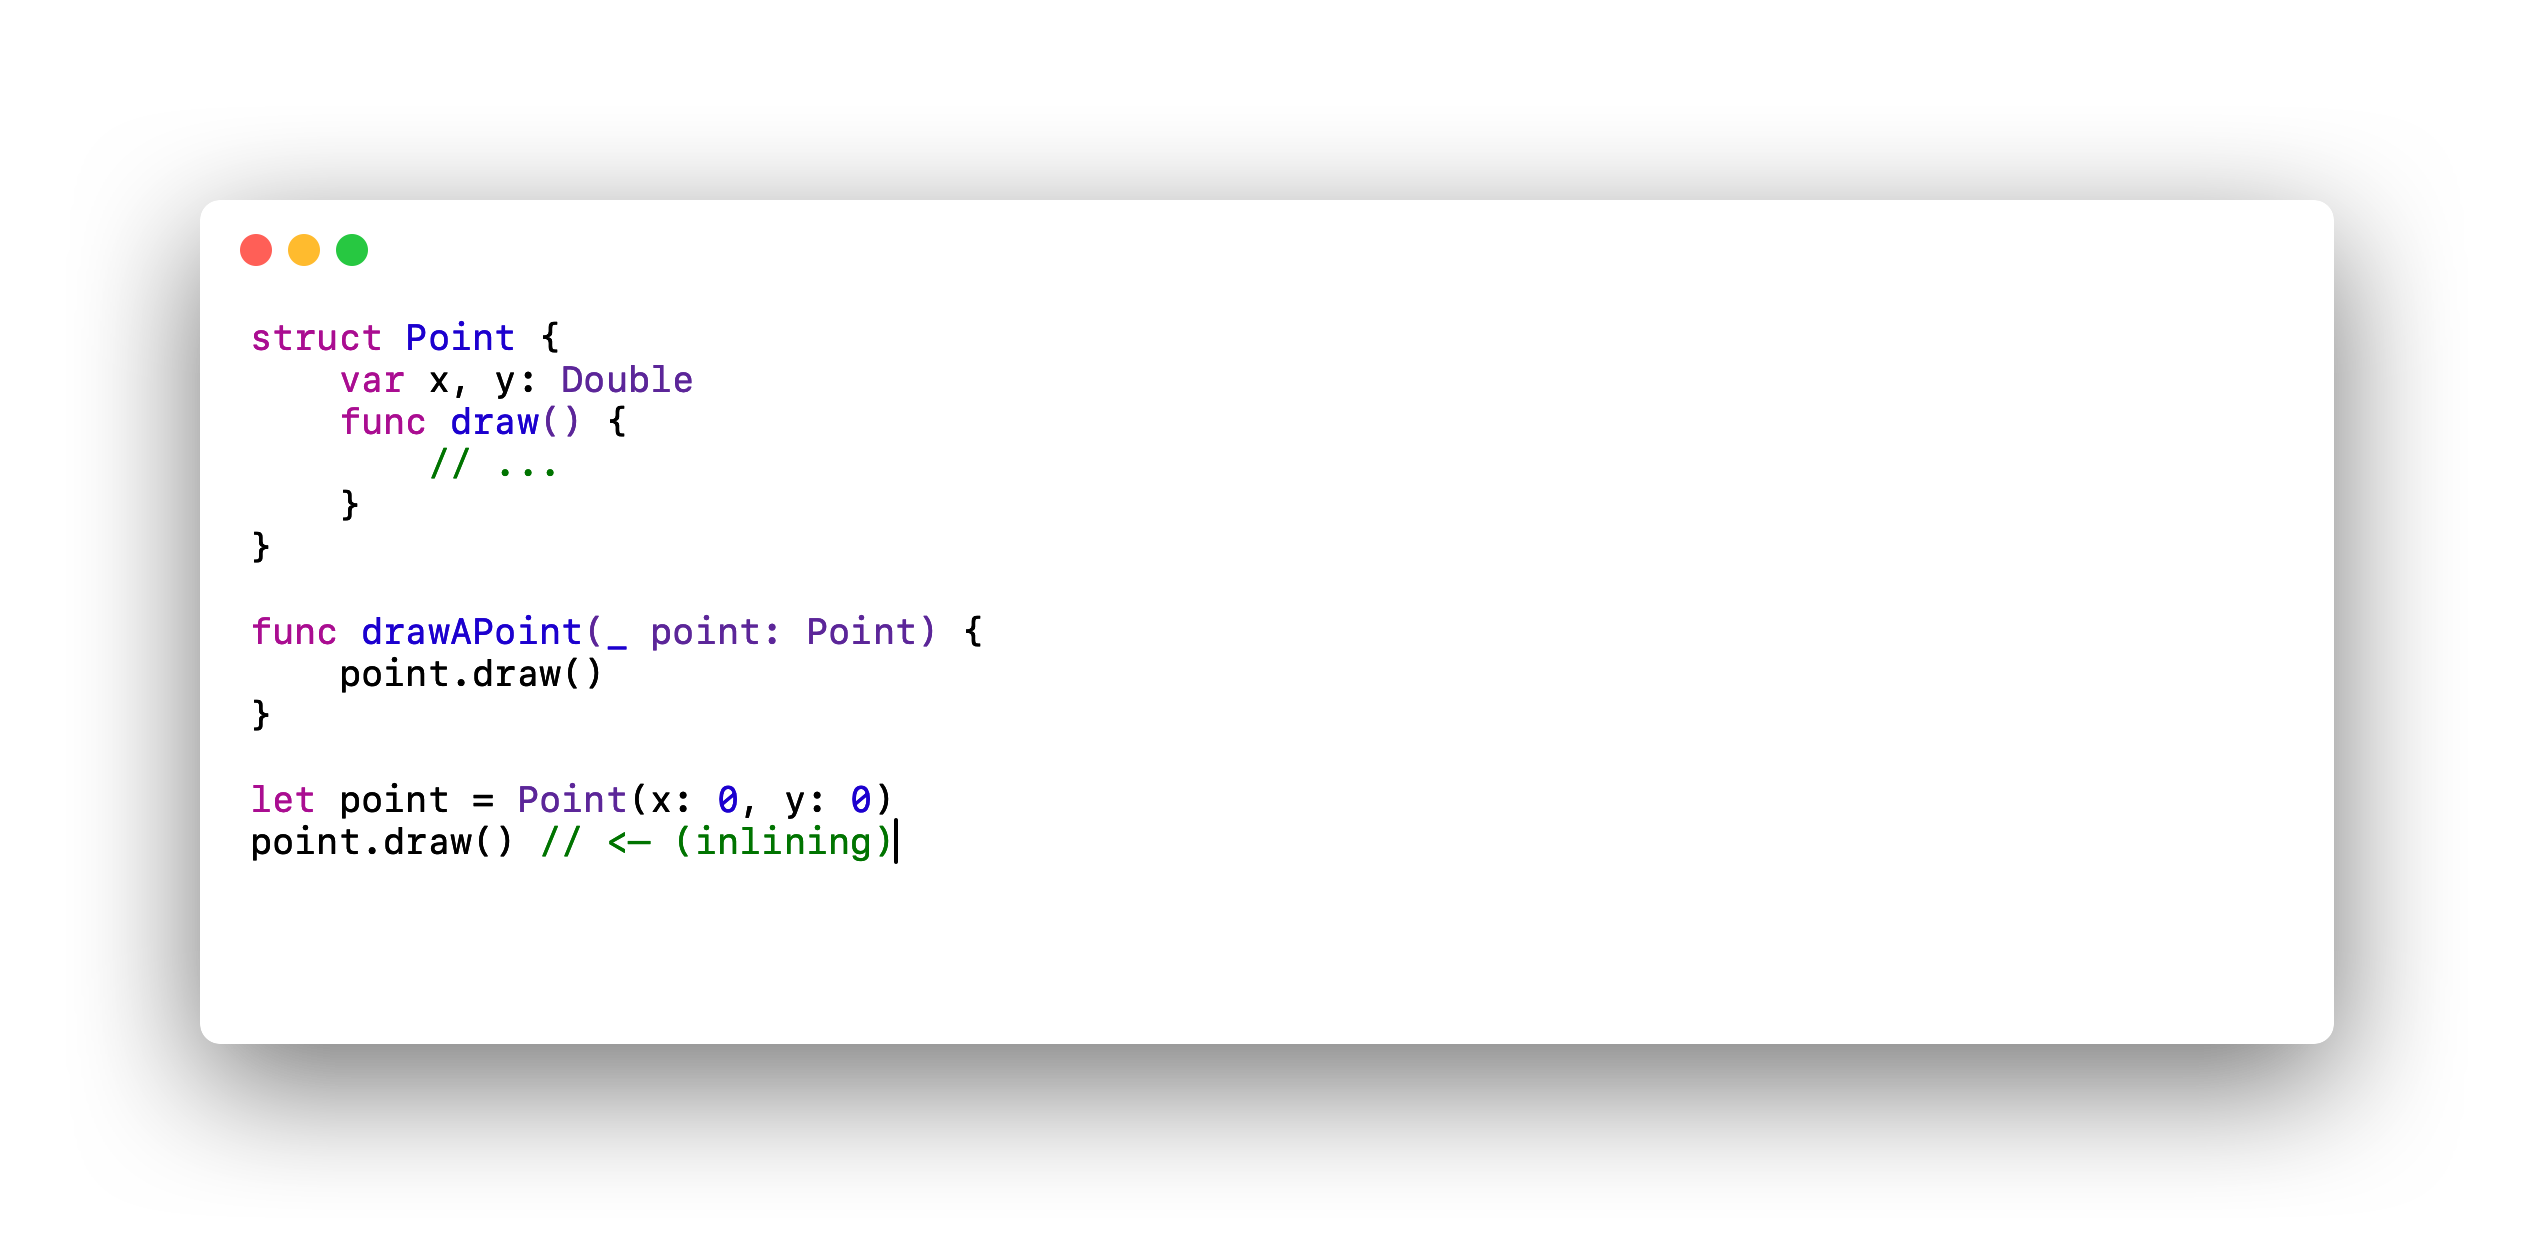 struct Point {
    var x, y: Double
    func draw() {
        // ...
    }
}

func drawAPoint(_ point: Point) {
    point.draw()
}

let point = Point(x: 0, y: 0)
point.draw() // <— (inlining)